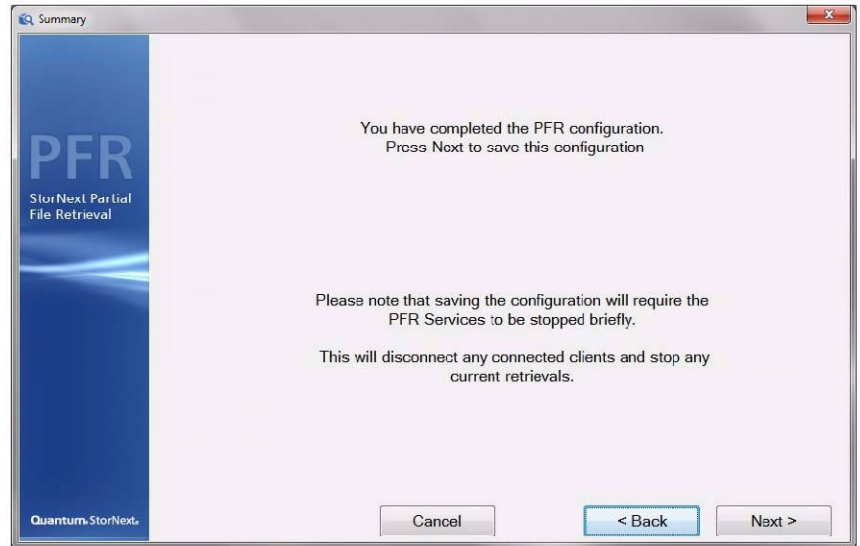 Summary
PFR
StorNext Partial
File Retrieval
You have completed the PFR configuration.
Press Next to save this configuration
Please note that saving the configuration will require the
PFR Services to be stopped briefly.
This will disconnect any connected clients and stop any
current retrievals.
Quantum. StorNext.
Cancel
< Back
Next >